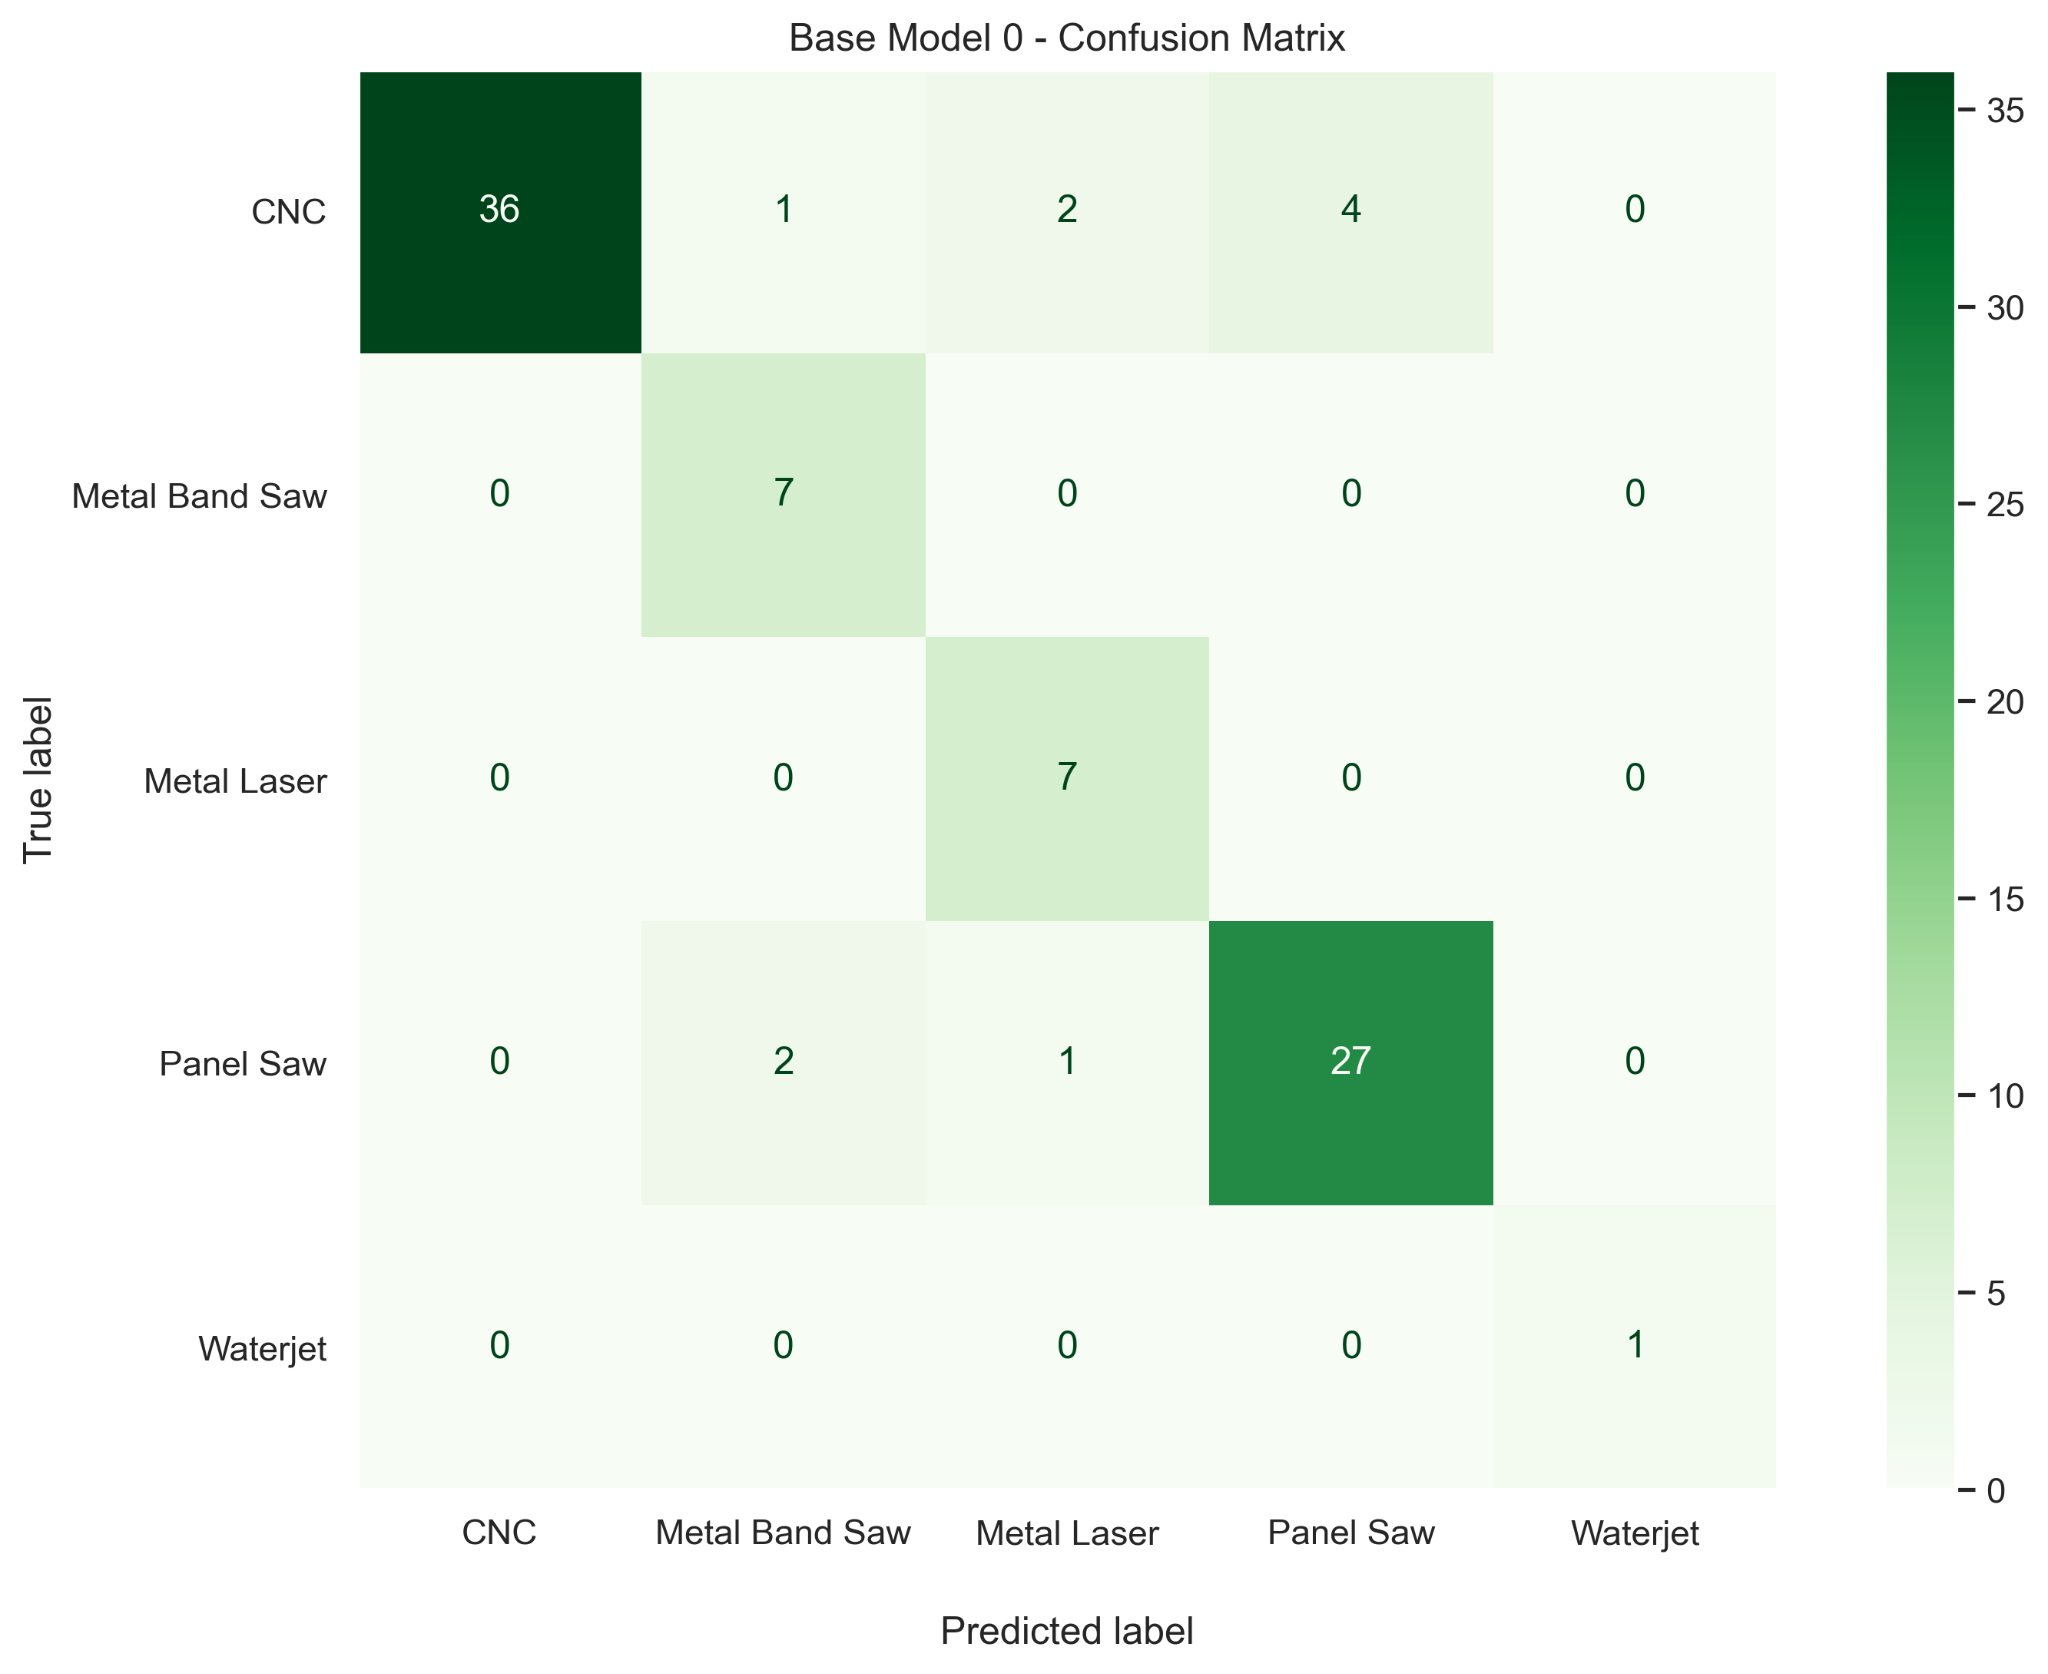 Base Model 0 - Confusion Matrix
CNC 36 1 2 4 0
Metal Band Saw 0 7 0 0 0
Metal Laser 0 0 7 0 0
Panel Saw 0 2 1 27 0
Waterjet 0 0 0 0 1
CNC Metal Band Saw Metal Laser Panel Saw Waterjet
Predicted label
True label
35
30
25
20
15
10
5
0